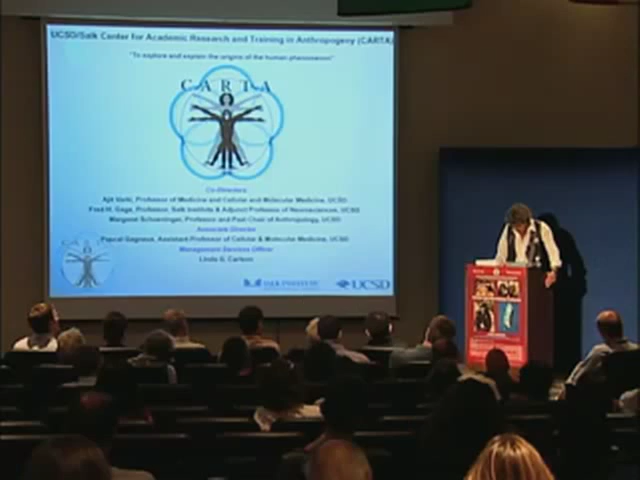 UCSD/Salk Center for Academic Research and Training in Anthropogeny (CARTA)
"To explore and explain the origins of the human phenomenon"
CARTA
Co-Directors
Ajit Varki, Professor of Medicine and Cellular and Molecular Medicine, UCSD
Fred H. Gage, Professor, Salk Institute & Adjunct Professor of Neurosciences, UCSD
Margaret Schoeninger, Professor and Past Chair of Anthropology, UCSD
Associate Director
Pascal Gagneux, Assistant Professor of Cellular & Molecular Medicine, UCSD
Management Services Officer
Linda G. Carlson
SALK INSTITUTE
UCSD